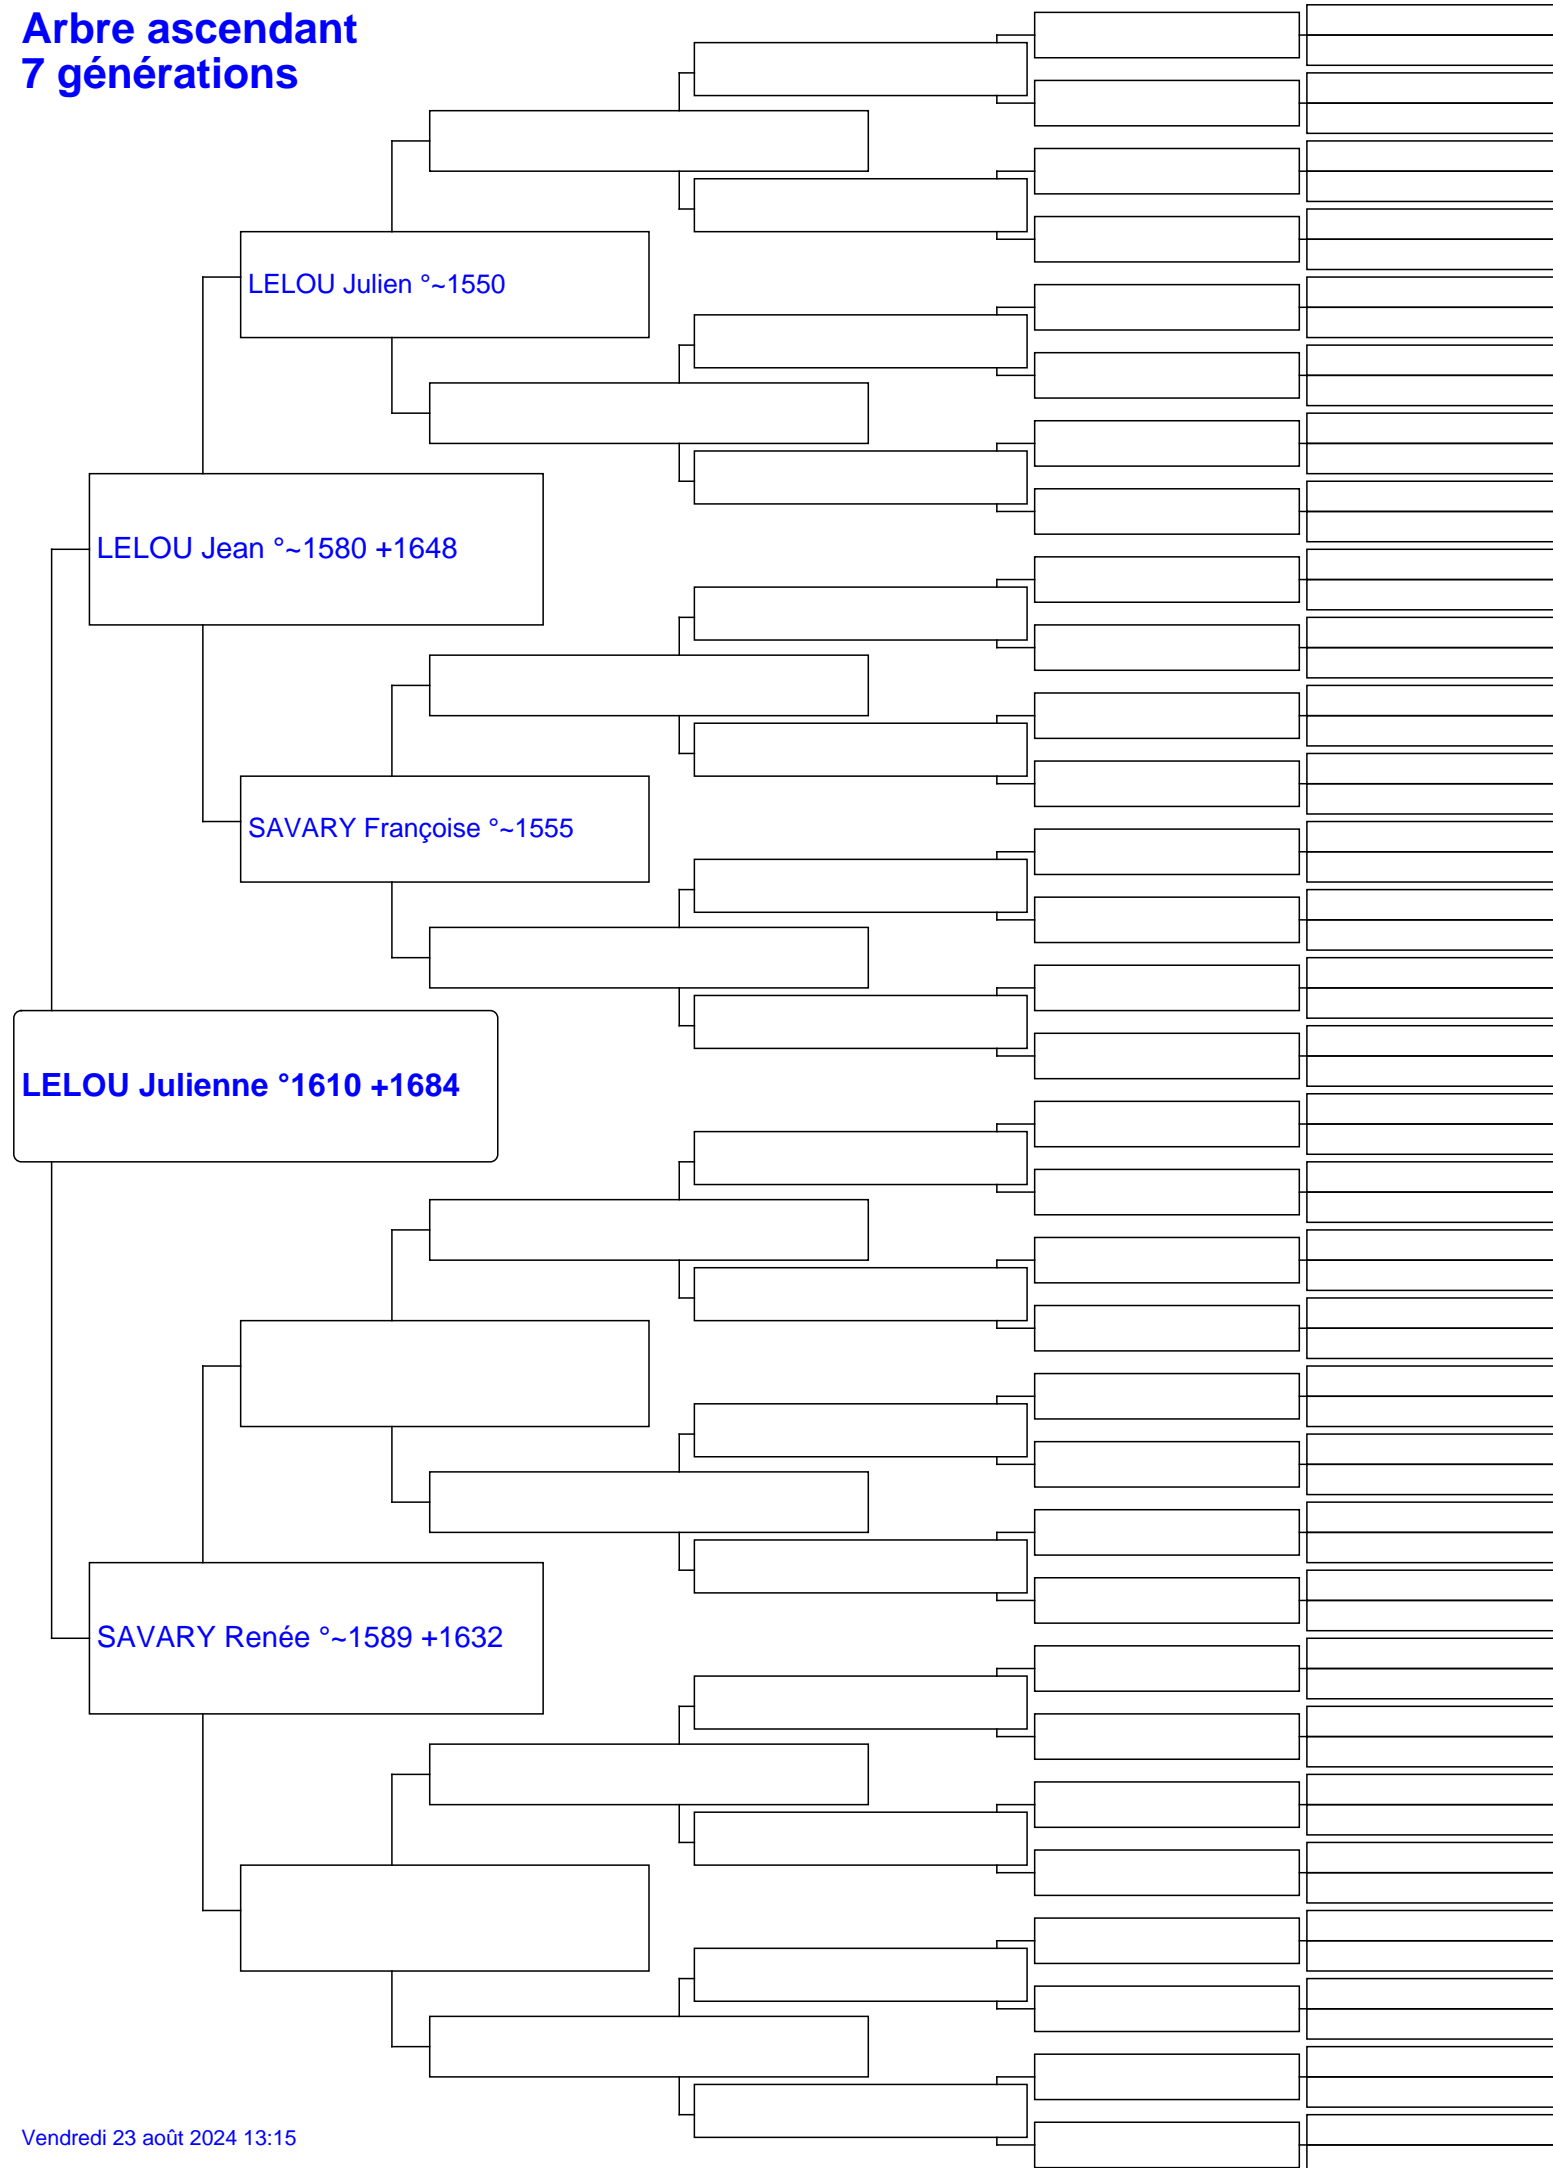 Arbre ascendant
7 générations
LELOU Julien °~1550
LELOU Jean °~1580 +1648
SAVARY Françoise °~1555
LELOU Julienne °1610 +1684
SAVARY Renée °~1589 +1632
Vendredi 23 août 2024 13:15